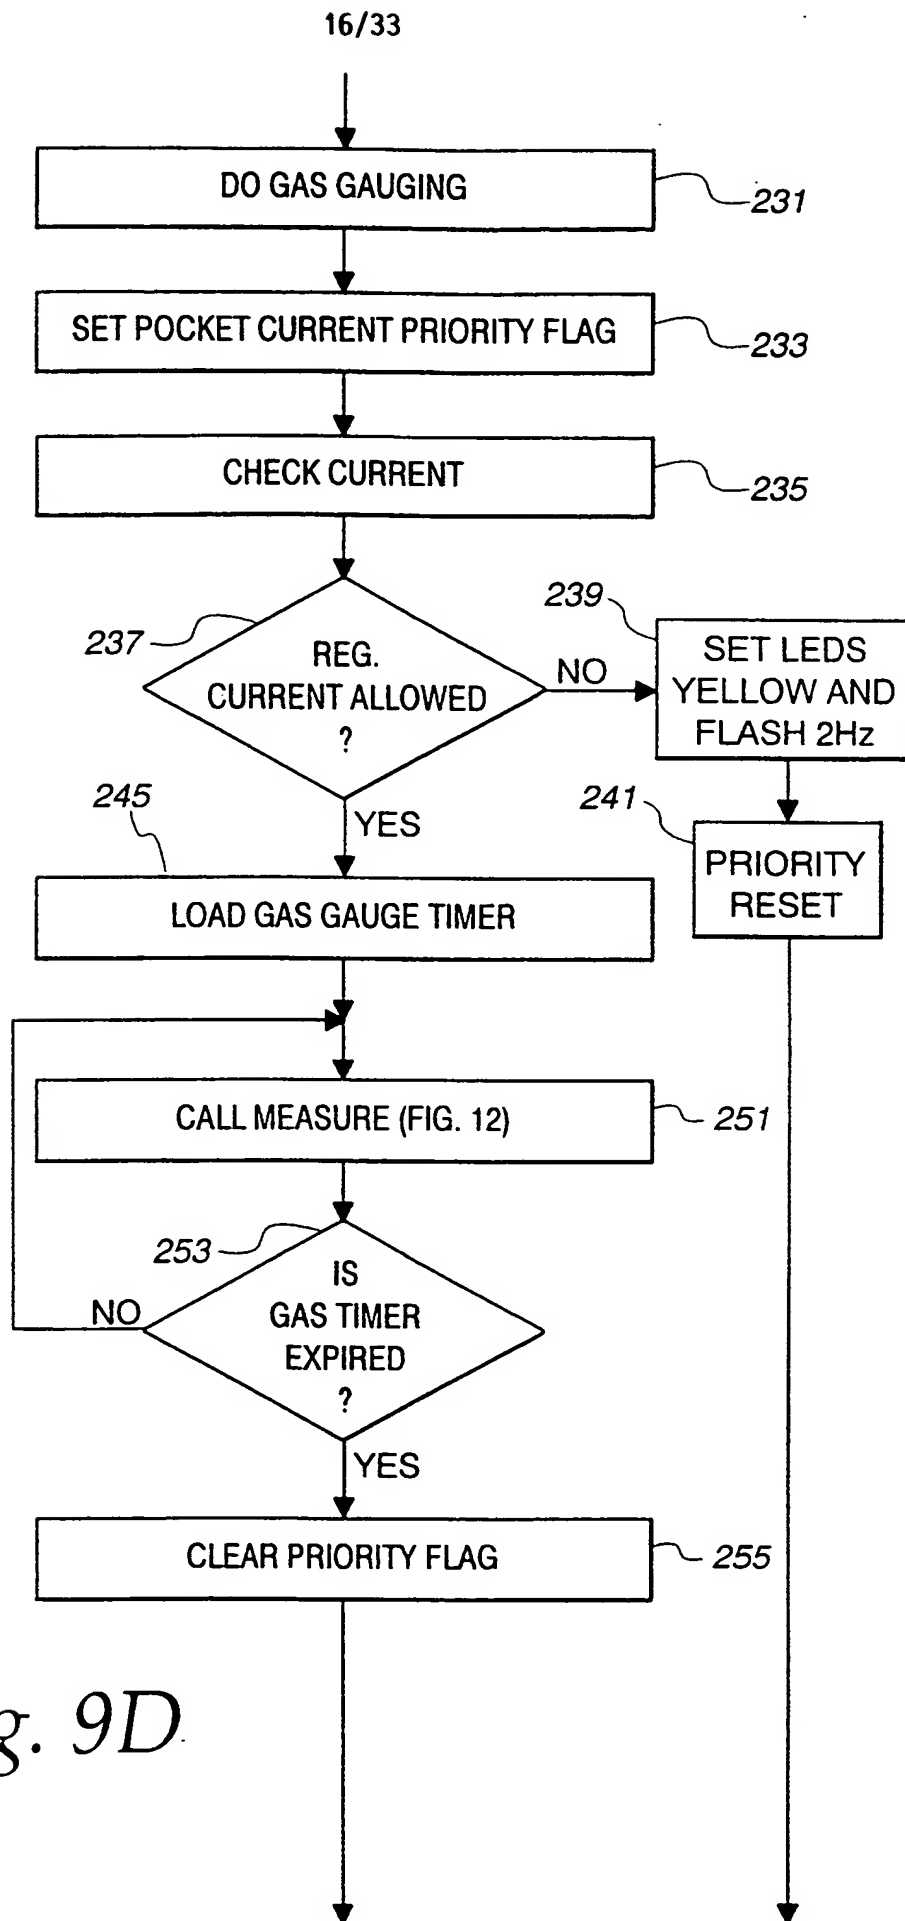 16/33
DO GAS GAUGING
231
SET POCKET CURRENT PRIORITY FLAG
233
CHECK CURRENT
235
237
REG.
CURRENT ALLOWED
?
NO
239
SET LEDS
YELLOW AND
FLASH 2Hz
241
PRIORITY
RESET
YES
245
LOAD GAS GAUGE TIMER
CALL MEASURE (FIG. 12)
251
253
IS
GAS TIMER
EXPIRED
?
NO
YES
CLEAR PRIORITY FLAG
255
g. 9D